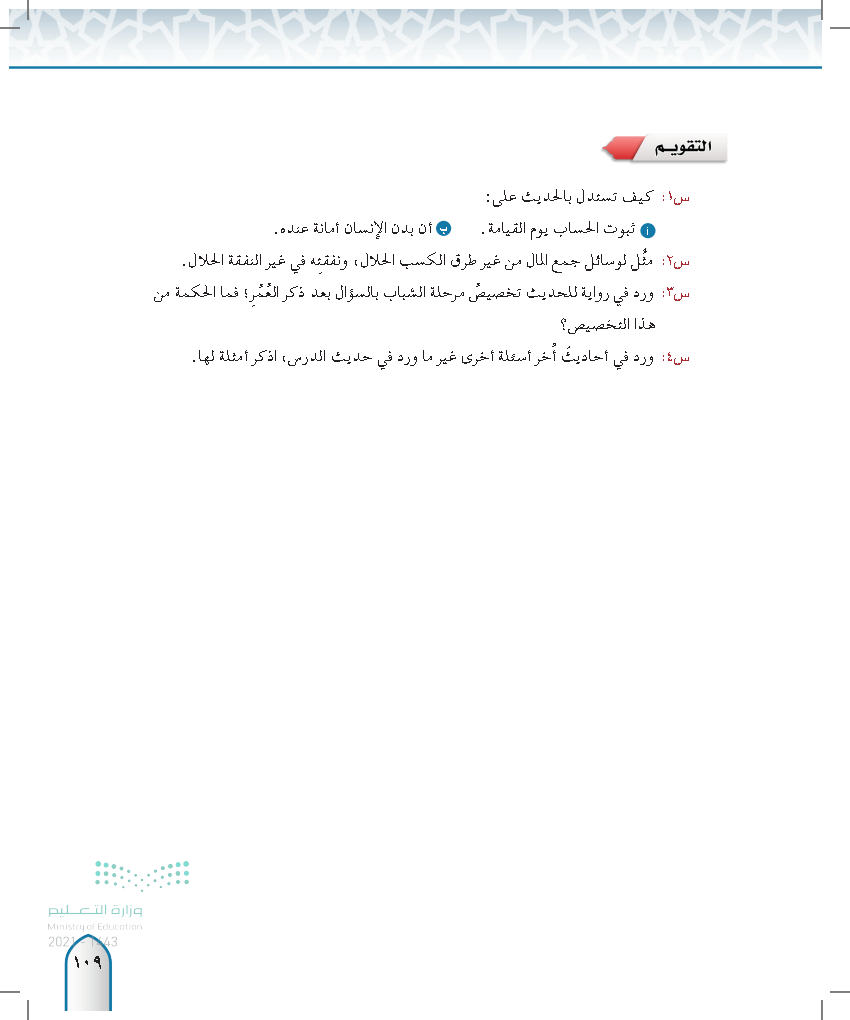 التقويـم
س١: كيف تستدل بالحديث على:
أ ثبوت الحساب يوم القيامة. ب أن بدن الإنسان أمانة عنده.
س٢: مثِّل لوسائل جمع المال من غير طرق الكسب الحلال، ونفقتِه في غير النفقة الحلال.
س٣: ورد في رواية للحديث تخصيصُ مرحلة الشباب بالسؤال بعد ذكر العُمُرِ؛ فما الحكمة من
هذا التخصيص؟
س٤: ورد في أحاديثَ أُخر أسئلة أخرى غير ما ورد في حديث الدرس، اذكر أمثلة لها.
وزارة التعـليم
Ministry of Education
2021 - 1443
١٠٩